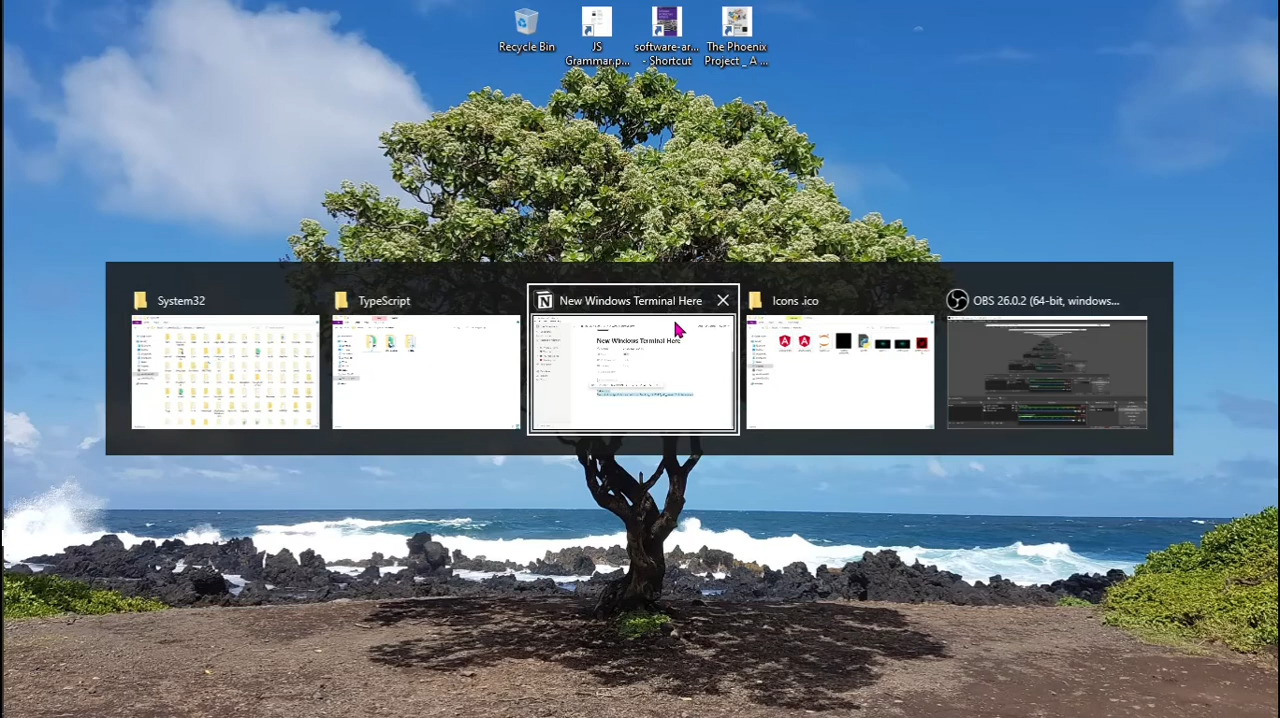 Recycle Bin
JS
Grammar.p...
software-ar...
- Shortcut
The Phoenix
Project _ A ...
System32
TypeScript
New Windows Terminal Here
Icons .ico
OBS 26.0.2 (64-bit, windows...
New Windows Terminal Here